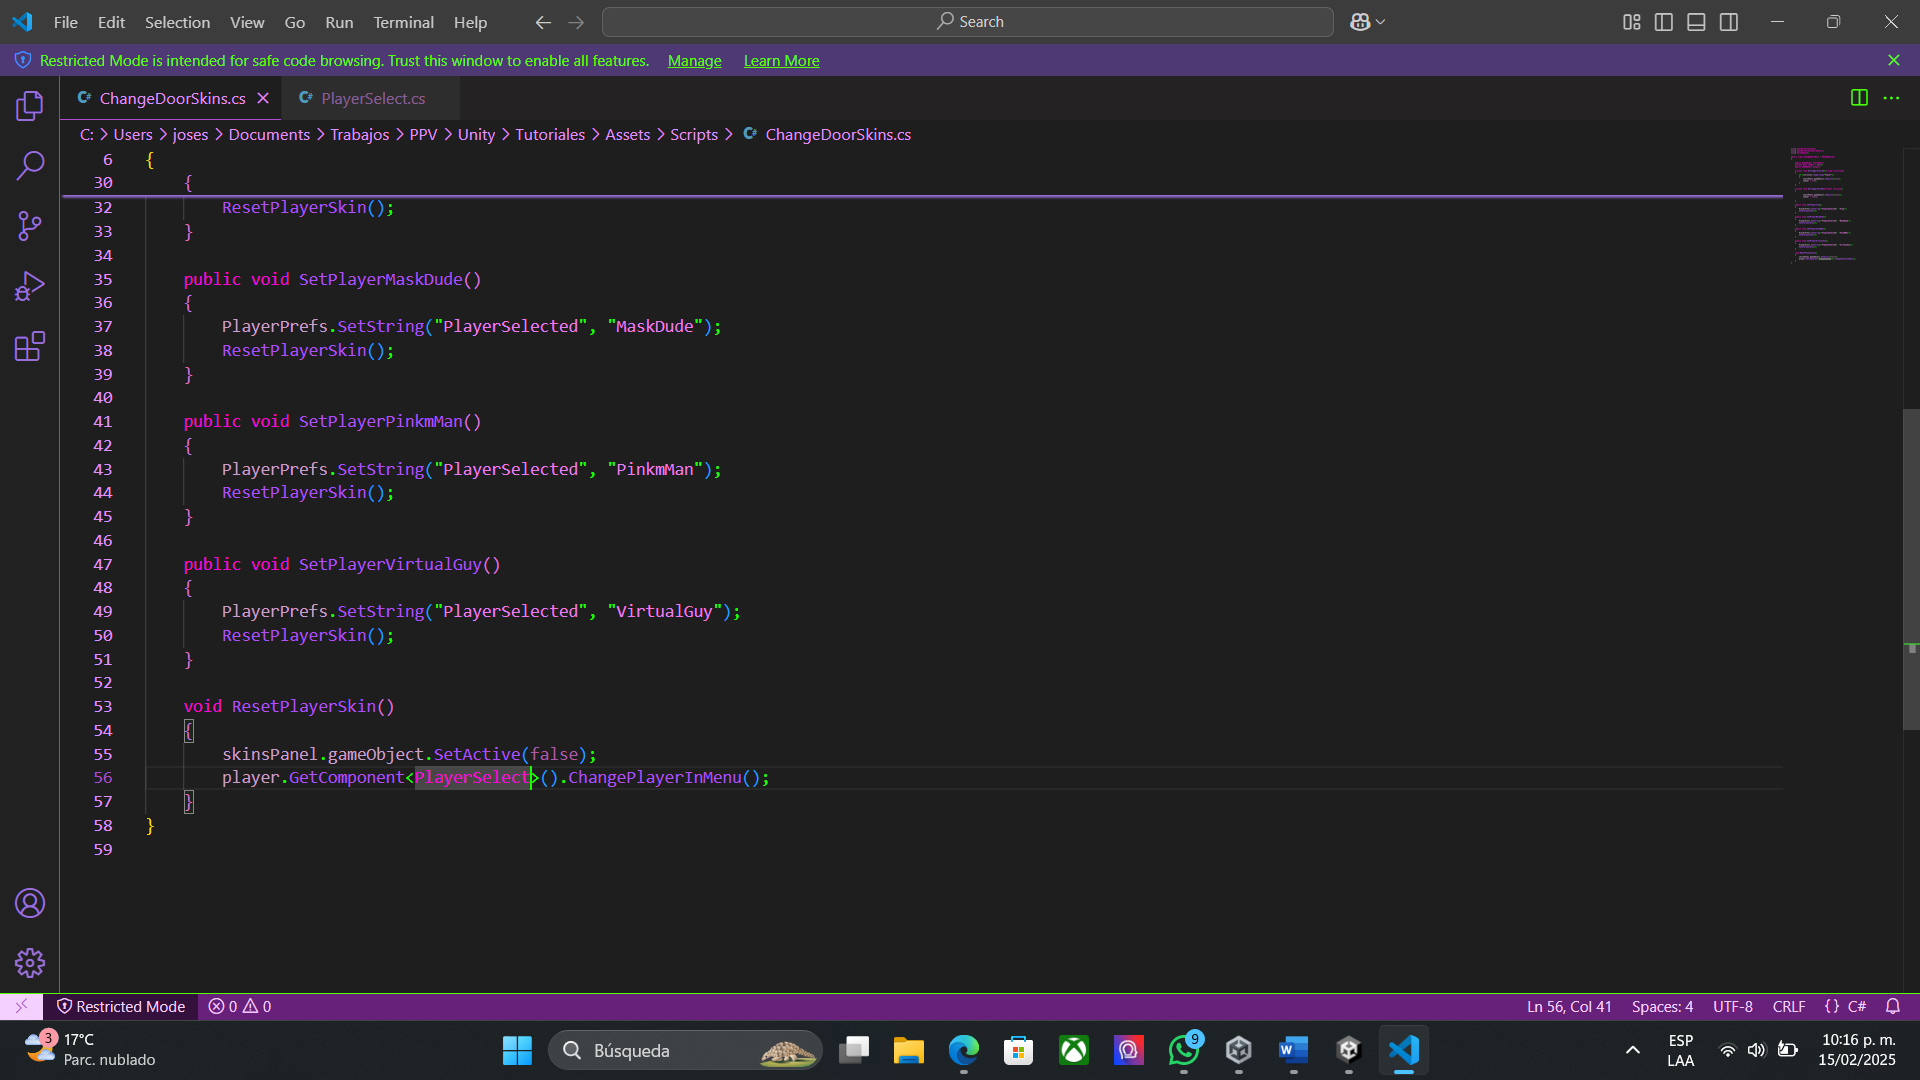 File Edit Selection View Go Run Terminal Help Search
Restricted Mode is intended for safe code browsing. Trust this window to enable all features. Manage Learn More
ChangeDoorSkins.cs PlayerSelect.cs
C: > Users > joses > Documents > Trabajos > PPV > Unity > Tutoriales > Assets > Scripts > ChangeDoorSkins.cs
6 {
30 {
32 ResetPlayerSkin();
33 }
34
35 public void SetPlayerMaskDude()
36 {
37 PlayerPrefs.SetString("PlayerSelected", "MaskDude");
38 ResetPlayerSkin();
39 }
40
41 public void SetPlayerPinkmMan()
42 {
43 PlayerPrefs.SetString("PlayerSelected", "PinkmMan");
44 ResetPlayerSkin();
45 }
46
47 public void SetPlayerVirtualGuy()
48 {
49 PlayerPrefs.SetString("PlayerSelected", "VirtualGuy");
50 ResetPlayerSkin();
51 }
52
53 void ResetPlayerSkin()
54 {
55 skinsPanel.gameObject.SetActive(false);
56 player.GetComponent<PlayerSelect>().ChangePlayerInMenu();
57 }
58 }
59
Restricted Mode 0 0 Ln 56, Col 41 Spaces: 4 UTF-8 CRLF {} C#
3 17°C
Parc. nublado
Búsqueda
9
ESP
LAA
10:16 p. m.
15/02/2025